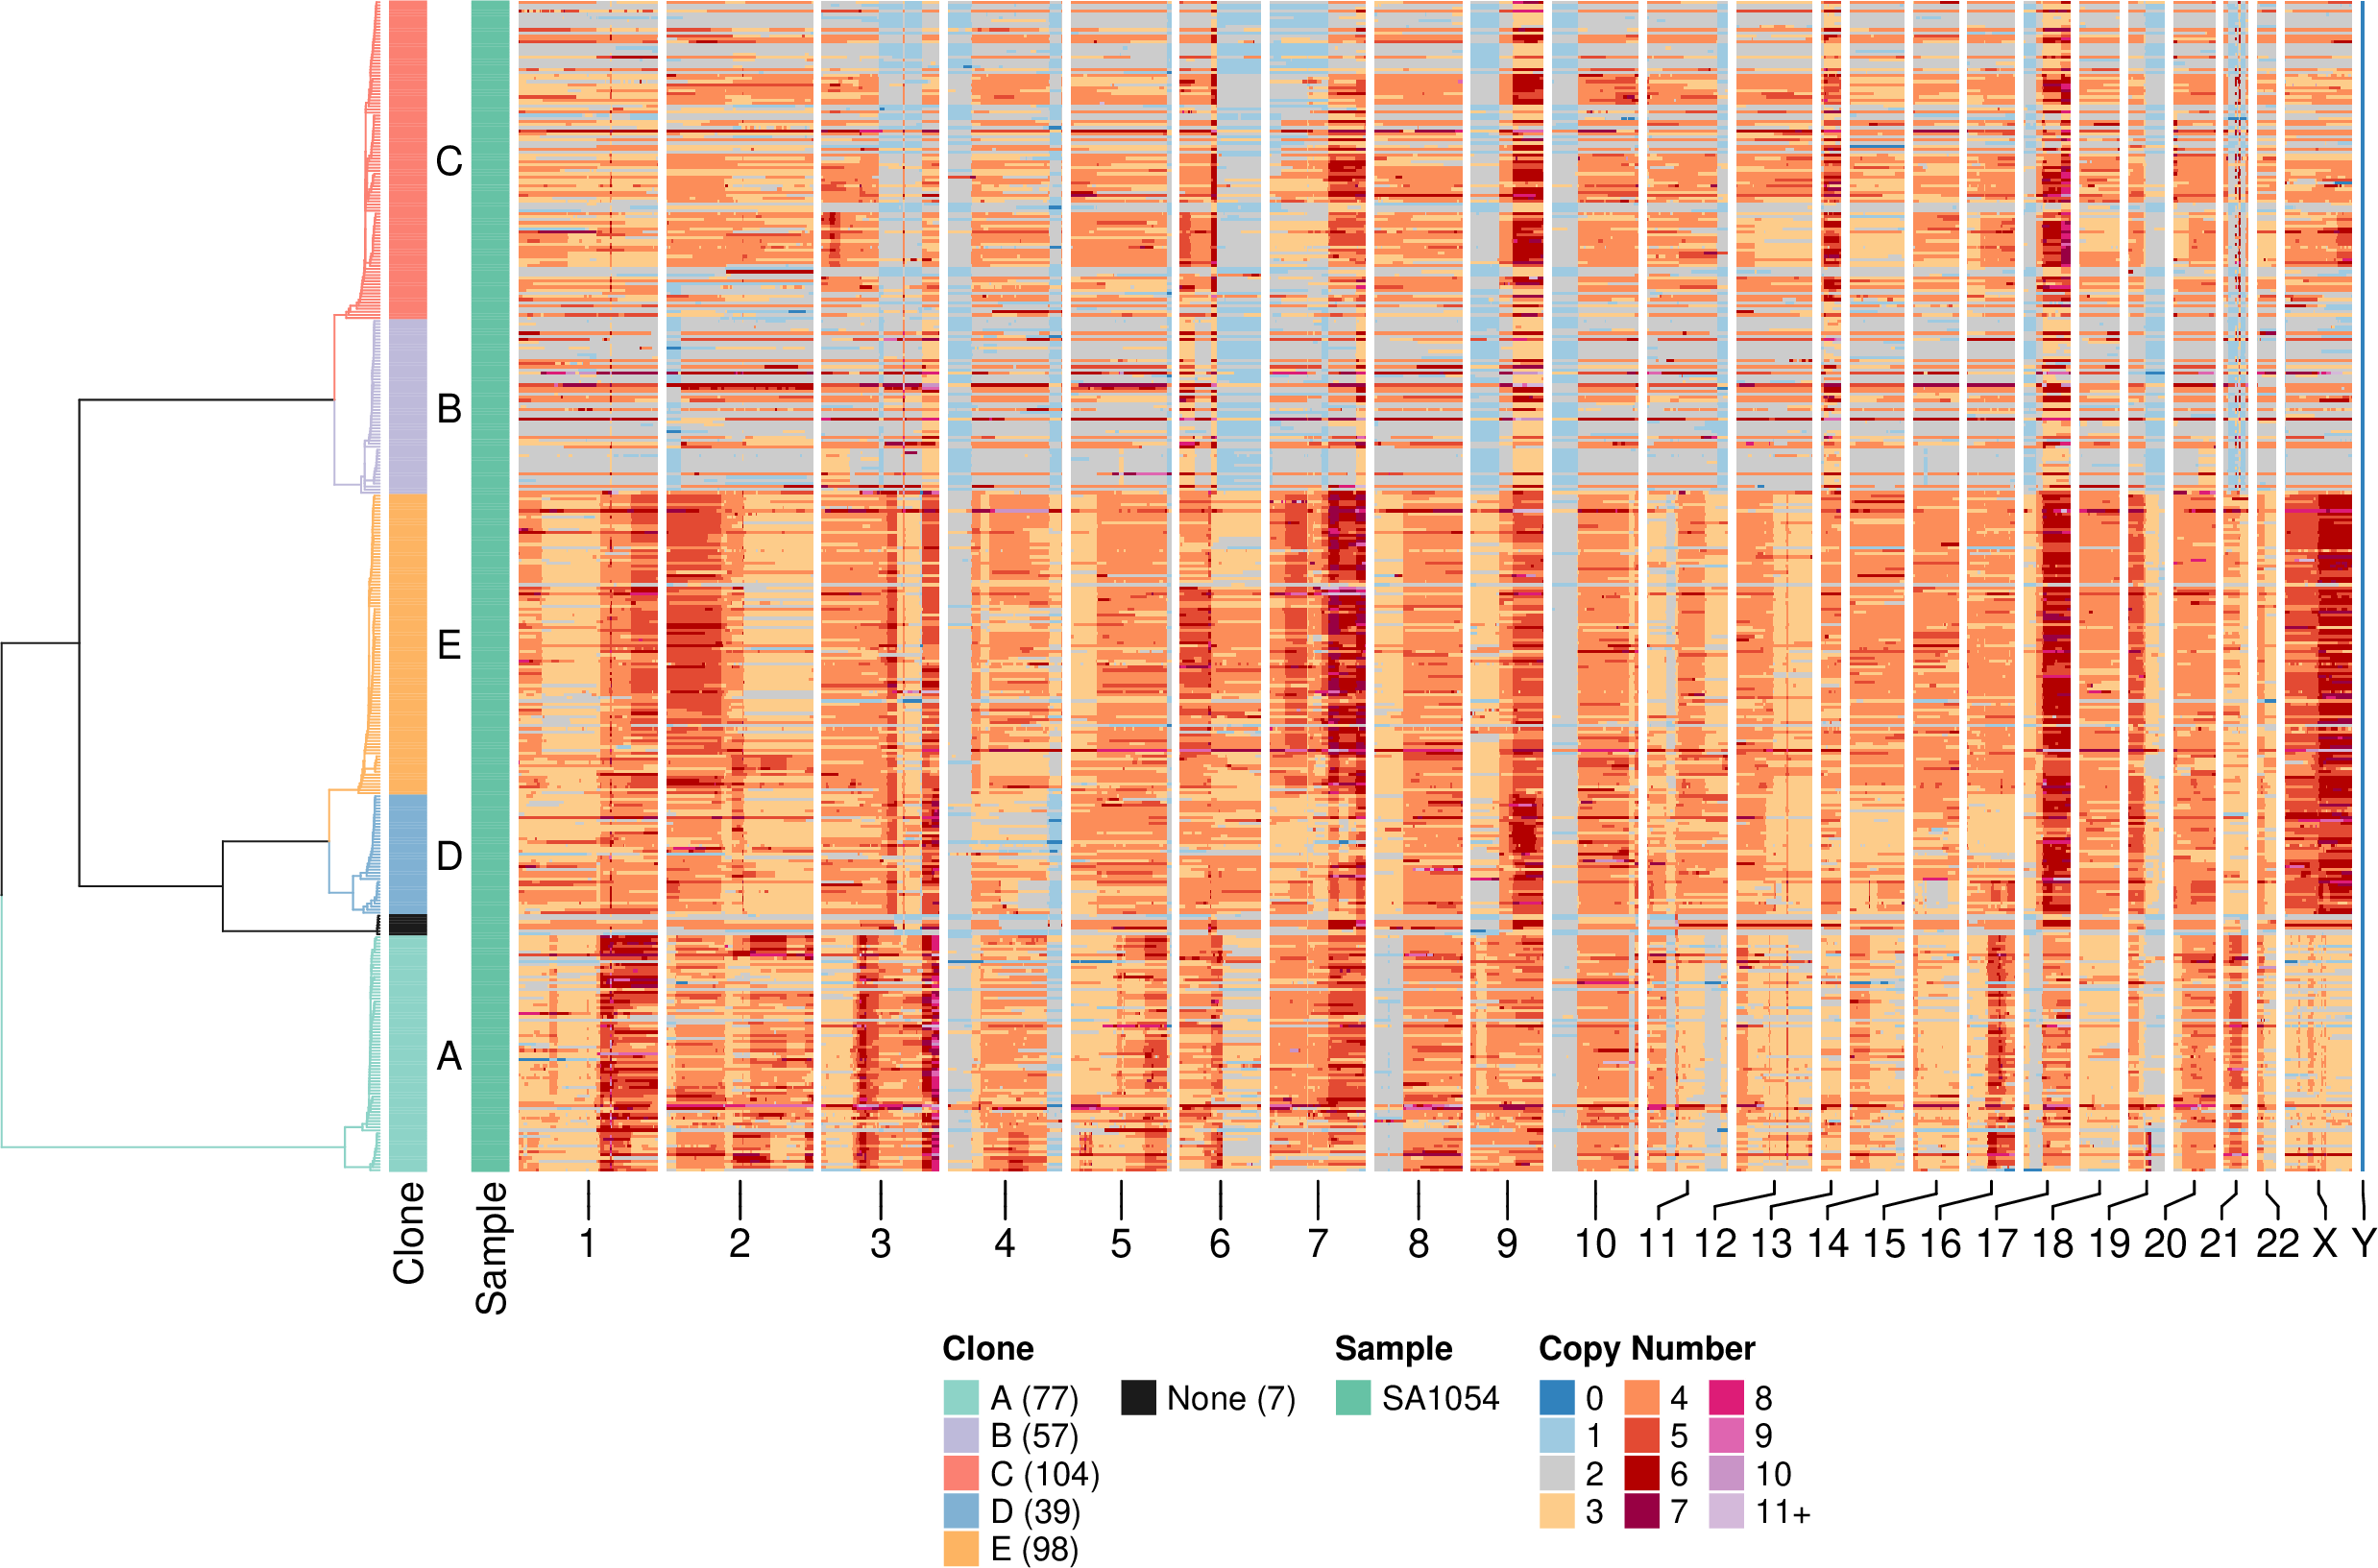 C
B
E
D
A
Clone
Sample
1 2 3 4 5 6 7 8 9 10 11 12 13 14 15 16 17 18 19 20 21 22 X Y
Clone
A (77)
B (57)
C (104)
D (39)
E (98)
None (7)
Sample
SA1054
Copy Number
0
1
2
3
4
5
6
7
8
9
10
11+